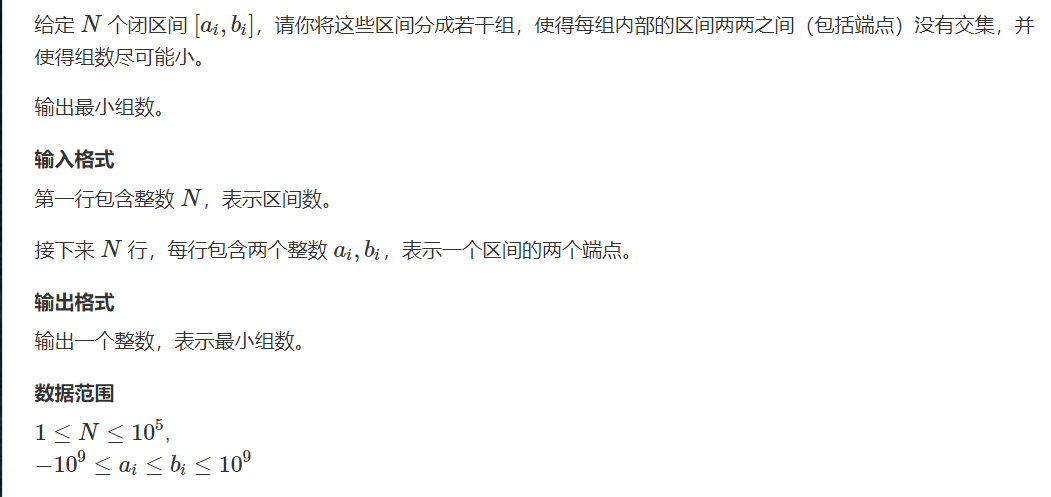 给定 N 个闭区间 [aᵢ, bᵢ]，请你将这些区间分成若干组，使得每组内部的区间两两之间（包括端点）没有交集，并
使得组数尽可能小。
输出最小组数。
输入格式
第一行包含整数 N，表示区间数。
接下来 N 行，每行包含两个整数 aᵢ, bᵢ，表示一个区间的两个端点。
输出格式
输出一个整数，表示最小组数。
数据范围
1 ≤ N ≤ 10⁵,
−10⁹ ≤ aᵢ ≤ bᵢ ≤ 10⁹